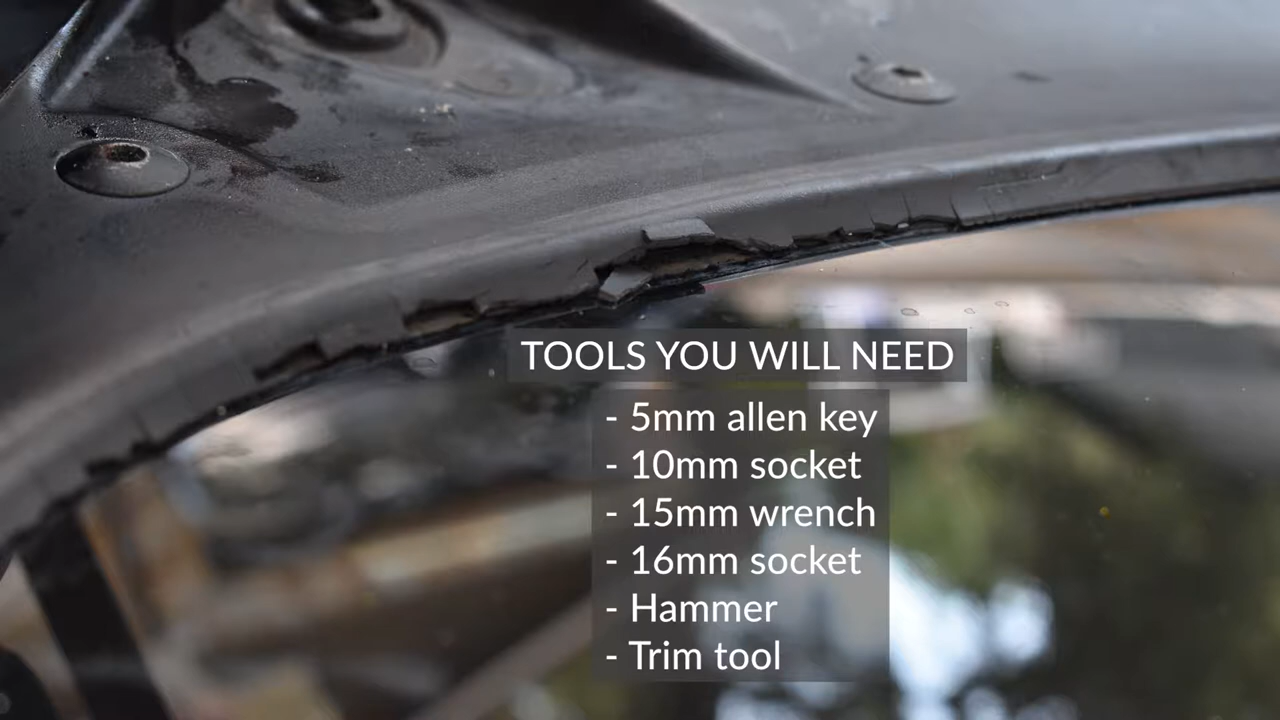 TOOLS YOU WILL NEED
- 5mm allen key
- 10mm socket
- 15mm wrench
- 16mm socket
- Hammer
- Trim tool